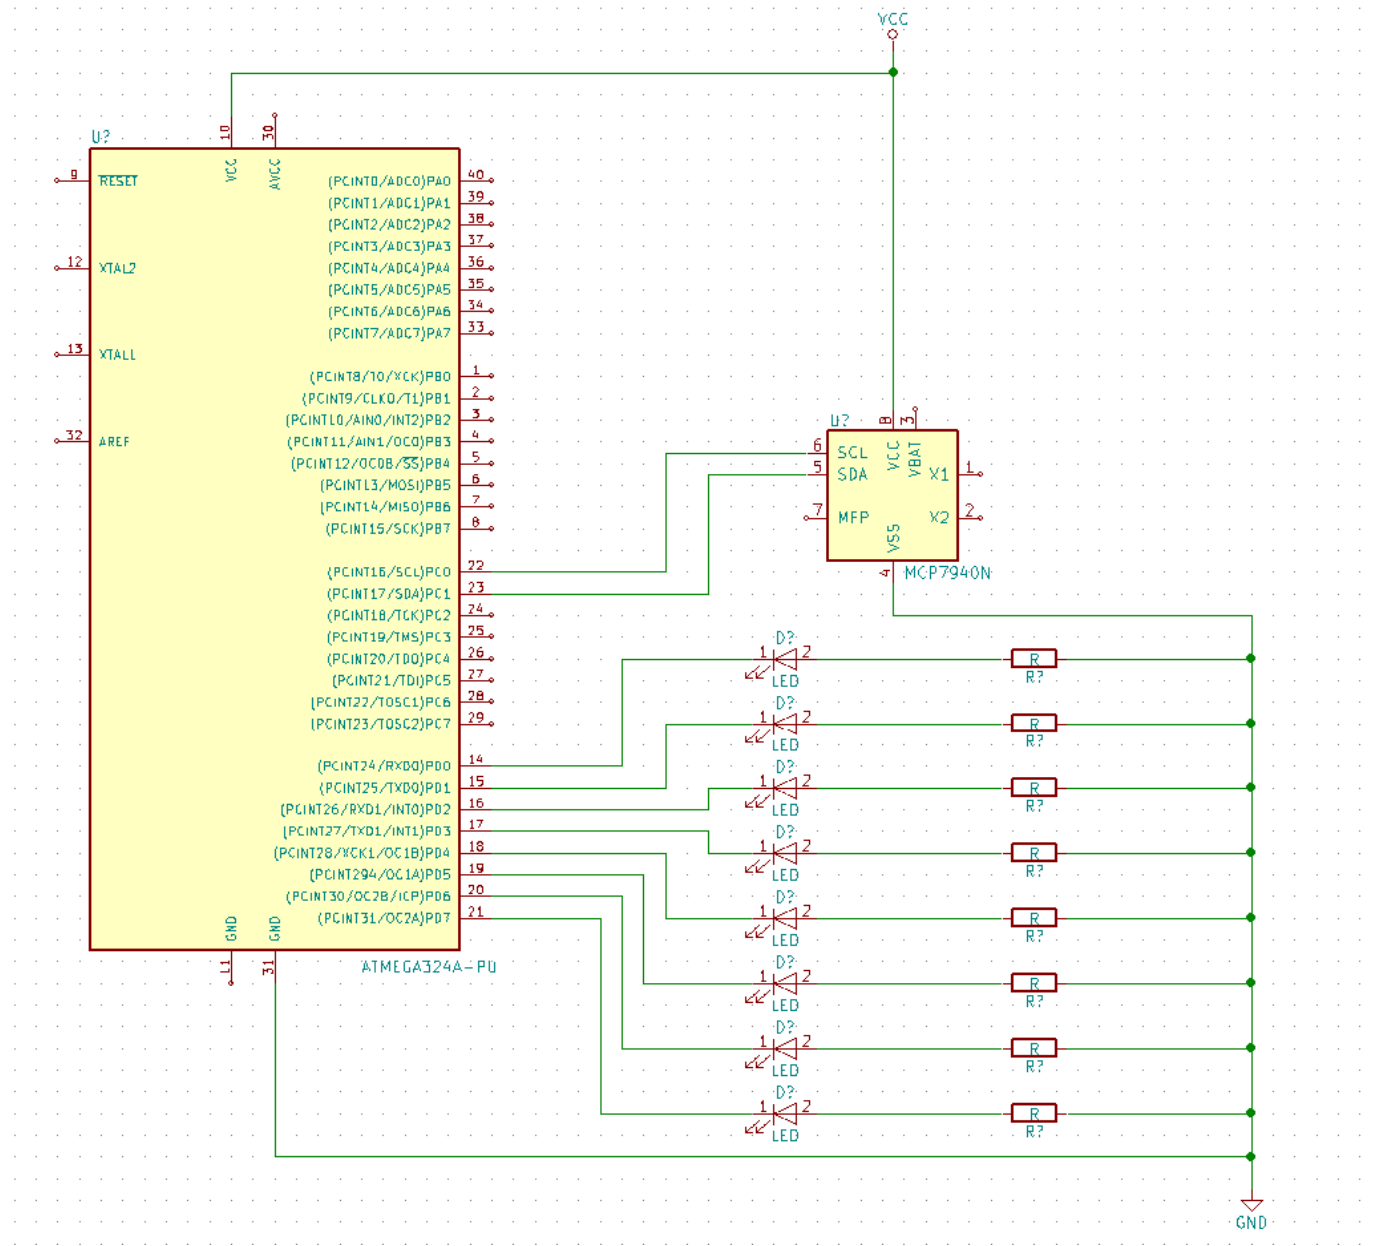 VCC
U?
10
30
VCC
AVCC
9 RESET
12 XTAL2
13 XTAL1
32 AREF
(PCINT0/ADC0)PA0 40
(PCINT1/ADC1)PA1 39
(PCINT2/ADC2)PA2 38
(PCINT3/ADC3)PA3 37
(PCINT4/ADC4)PA4 36
(PCINT5/ADC5)PA5 35
(PCINT6/ADC6)PA6 34
(PCINT7/ADC7)PA7 33
(PCINT8/T0/XCK)PB0 1
(PCINT9/CLKO/T1)PB1 2
(PCINT10/AIN0/INT2)PB2 3
(PCINT11/AIN1/OC0)PB3 4
(PCINT12/OC0B/SS)PB4 5
(PCINT13/MOSI)PB5 6
(PCINT14/MISO)PB6 7
(PCINT15/SCK)PB7 8
(PCINT16/SCL)PC0 22
(PCINT17/SDA)PC1 23
(PCINT18/TCK)PC2 24
(PCINT19/TMS)PC3 25
(PCINT20/TDO)PC4 26
(PCINT21/TDI)PC5 27
(PCINT22/TOSC1)PC6 28
(PCINT23/TOSC2)PC7 29
(PCINT24/RXD0)PD0 14
(PCINT25/TXD0)PD1 15
(PCINT26/RXD1/INT0)PD2 16
(PCINT27/TXD1/INT1)PD3 17
(PCINT28/XCK1/OC1B)PD4 18
(PCINT294/OC1A)PD5 19
(PCINT30/OC2B/ICP)PD6 20
(PCINT31/OC2A)PD7 21
GND
GND
11
31
ATMEGA324A-PU
U?
8
3
6 SCL
5 SDA
7 MFP
VCC
VBAT
X1 1
X2 2
VSS
4
MCP7940N
D?
1 2
LED
R
R?
D?
1 2
LED
R
R?
D?
1 2
LED
R
R?
D?
1 2
LED
R
R?
D?
1 2
LED
R
R?
D?
1 2
LED
R
R?
D?
1 2
LED
R
R?
D?
1 2
LED
R
R?
GND